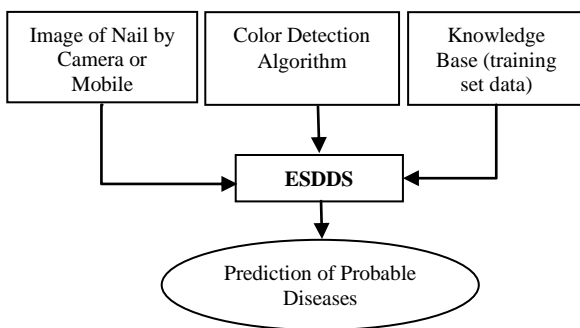 Image of Nail by
Camera or
Mobile
Color Detection
Algorithm
Knowledge
Base (training
set data)
ESDDS
Prediction of Probable
Diseases